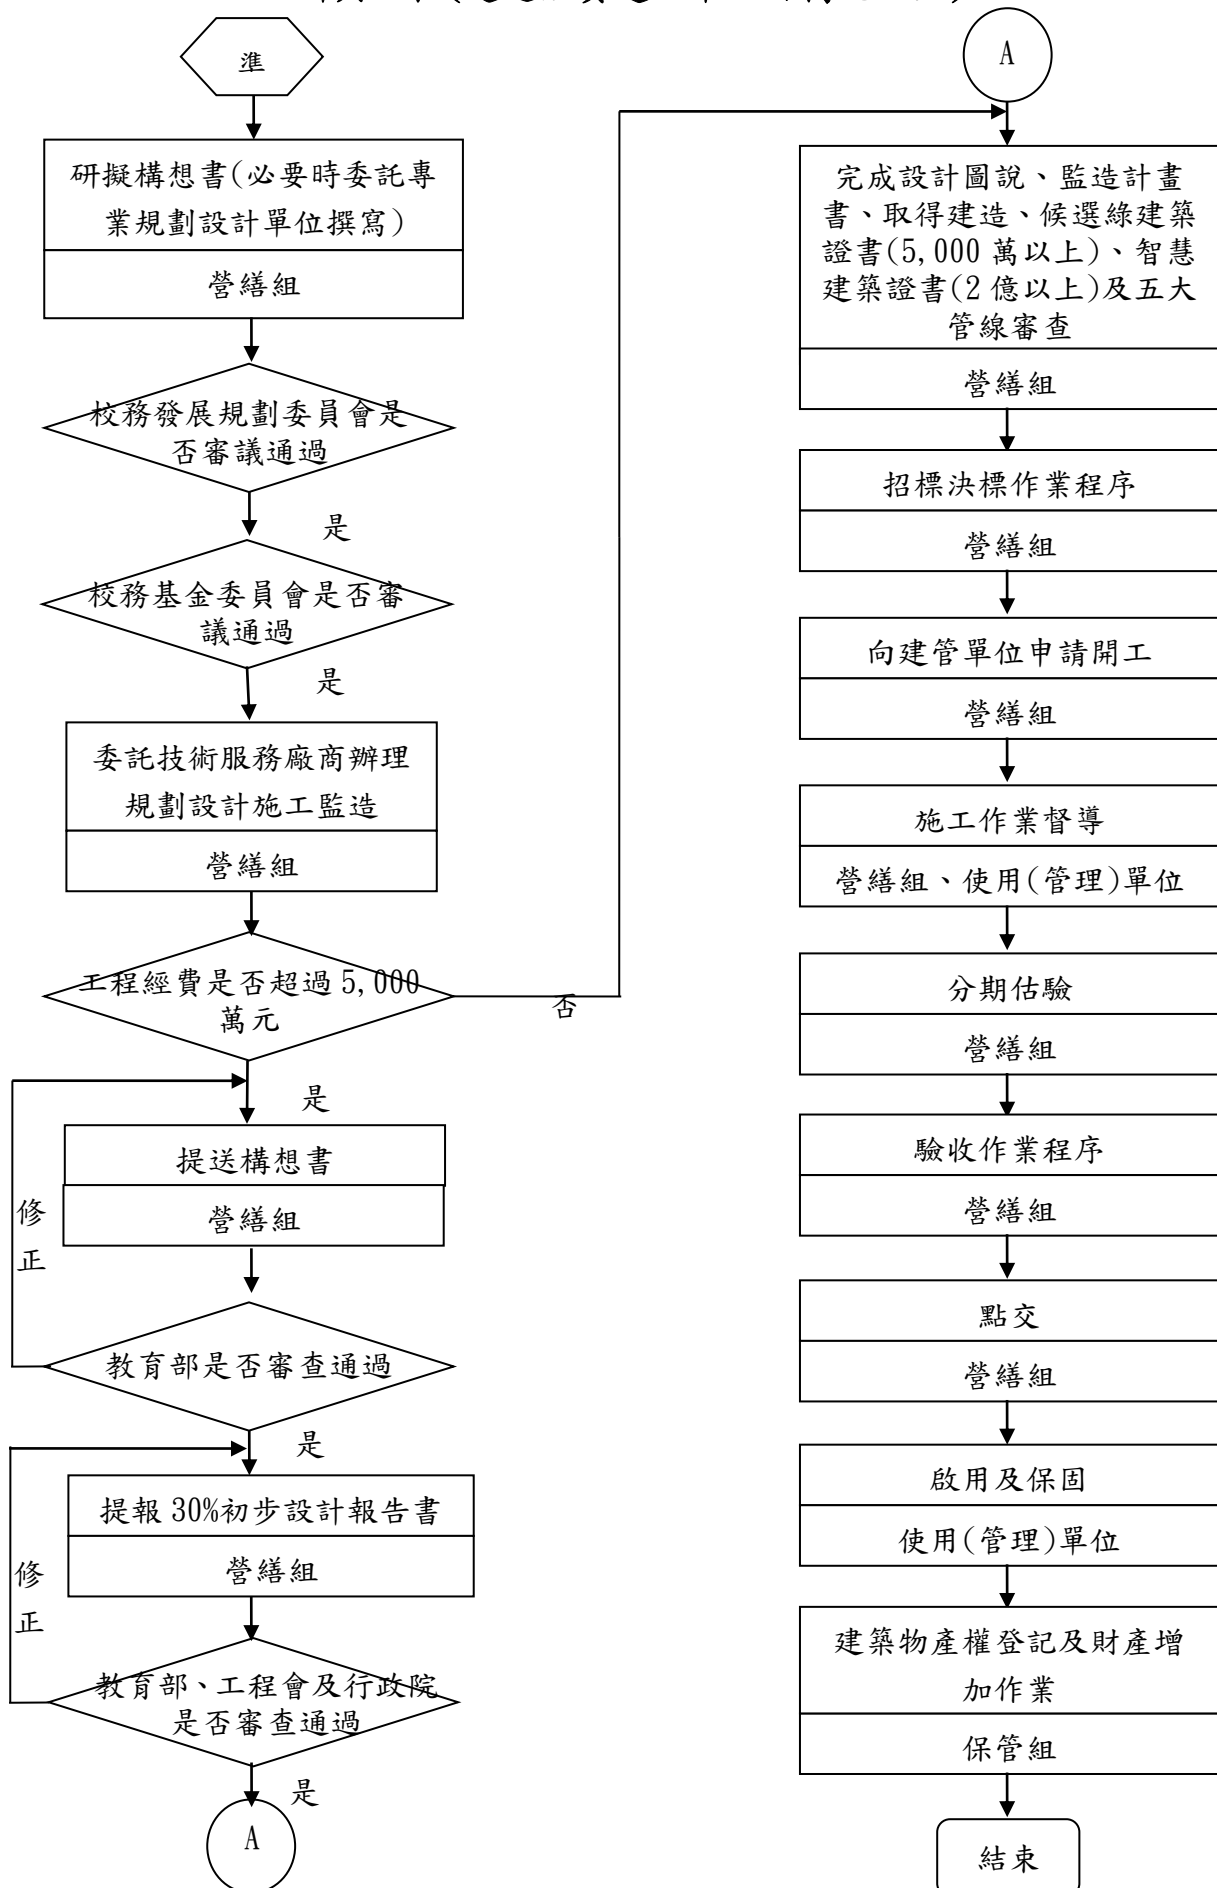 準
研擬構想書(必要時委託專
業規劃設計單位撰寫)
營繕組
校務發展規劃委員會是
否審議通過
是
校務基金委員會是否審
議通過
是
委託技術服務廠商辦理
規劃設計施工監造
營繕組
工程經費是否超過 5,000
萬元
否
是
提送構想書
營繕組
修
正
教育部是否審查通過
是
提報 30%初步設計報告書
營繕組
修
正
教育部、工程會及行政院
是否審查通過
是
A
A
完成設計圖說、監造計畫
書、取得建造、候選綠建築
證書(5,000 萬以上)、智慧
建築證書(2 億以上)及五大
管線審查
營繕組
招標決標作業程序
營繕組
向建管單位申請開工
營繕組
施工作業督導
營繕組、使用(管理)單位
分期估驗
營繕組
驗收作業程序
營繕組
點交
營繕組
啟用及保固
使用(管理)單位
建築物產權登記及財產增
加作業
保管組
結束